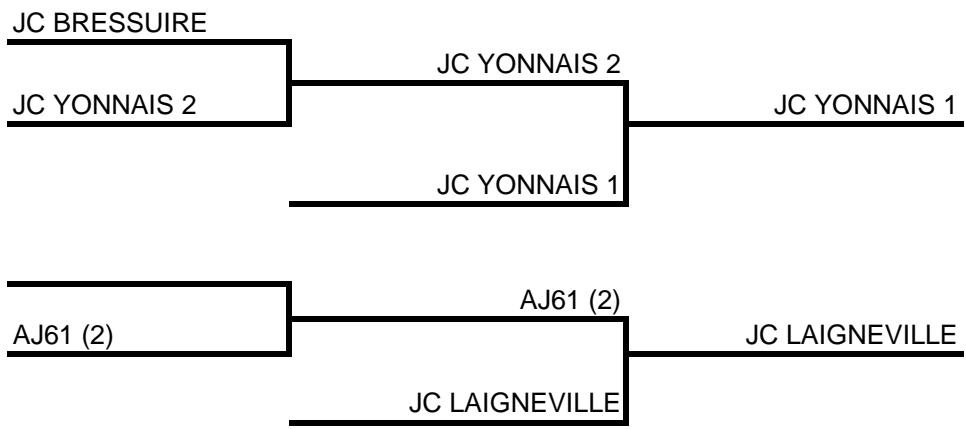 JC BRESSUIRE
JC YONNAIS 2
JC YONNAIS 2
JC YONNAIS 1
JC YONNAIS 1
AJ61 (2)
AJ61 (2)
JC LAIGNEVILLE
JC LAIGNEVILLE